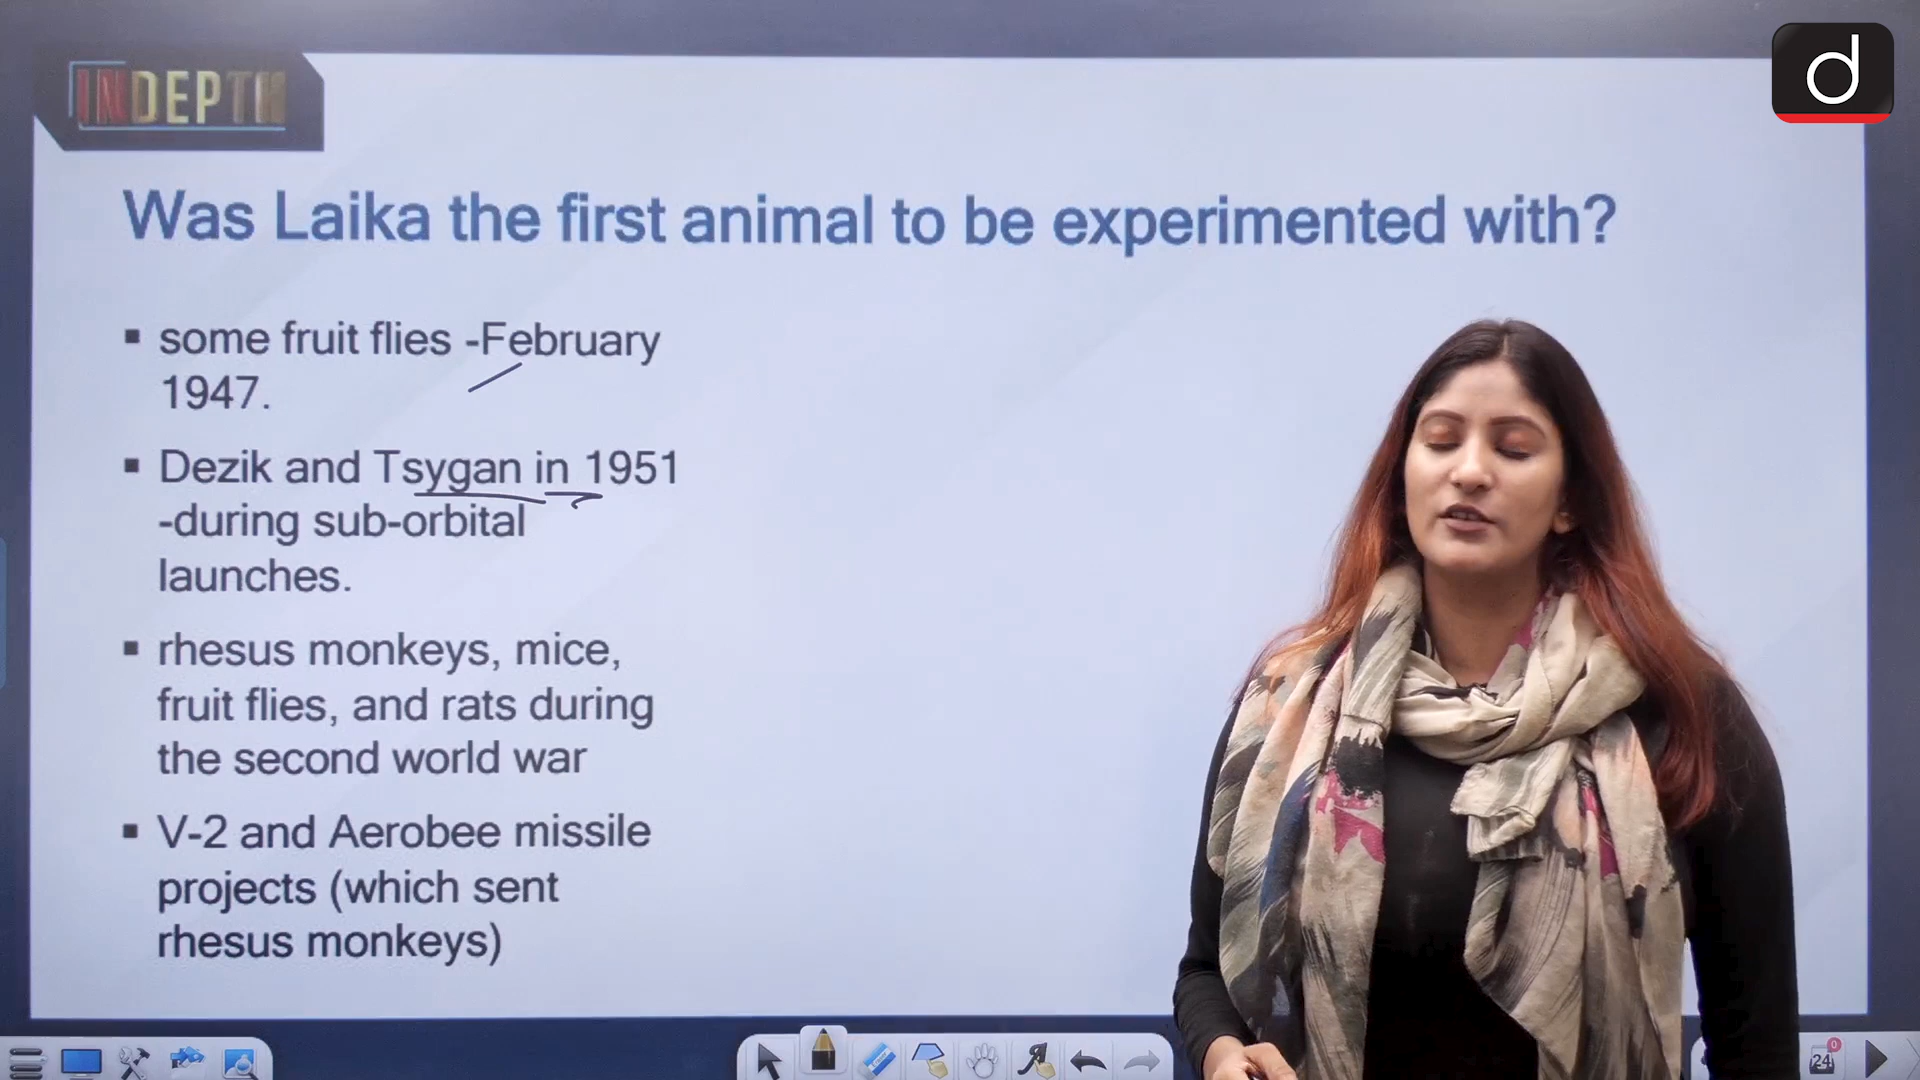 INDEPTH
d
Was Laika the first animal to be experimented with?
some fruit flies -February
1947.
Dezik and Tsygan in 1951
-during sub-orbital
launches.
rhesus monkeys, mice,
fruit flies, and rats during
the second world war
V-2 and Aerobee missile
projects (which sent
rhesus monkeys)
24
0